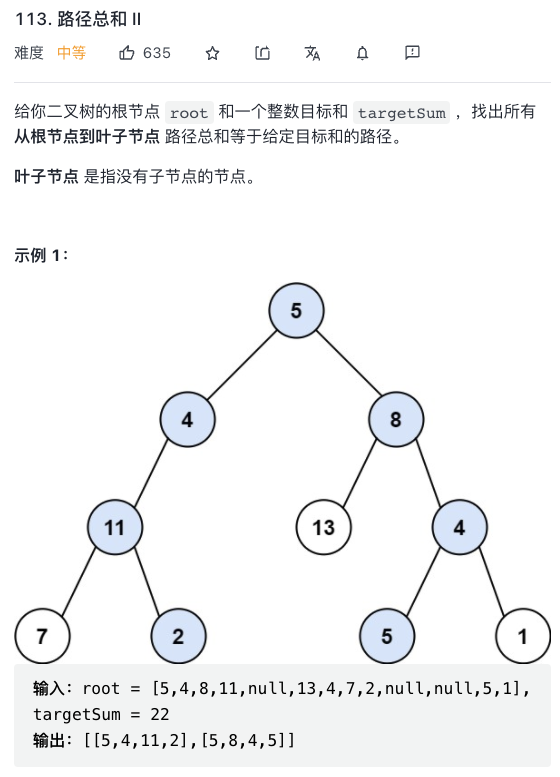 113. 路径总和 II
难度 中等 635
给你二叉树的根节点 root 和一个整数目标和 targetSum ，找出所有
从根节点到叶子节点 路径总和等于给定目标和的路径。
叶子节点 是指没有子节点的节点。
示例 1：
5
4 8
11 13 4
7 2 5 1
输入：root = [5,4,8,11,null,13,4,7,2,null,null,5,1],
targetSum = 22
输出：[[5,4,11,2],[5,8,4,5]]